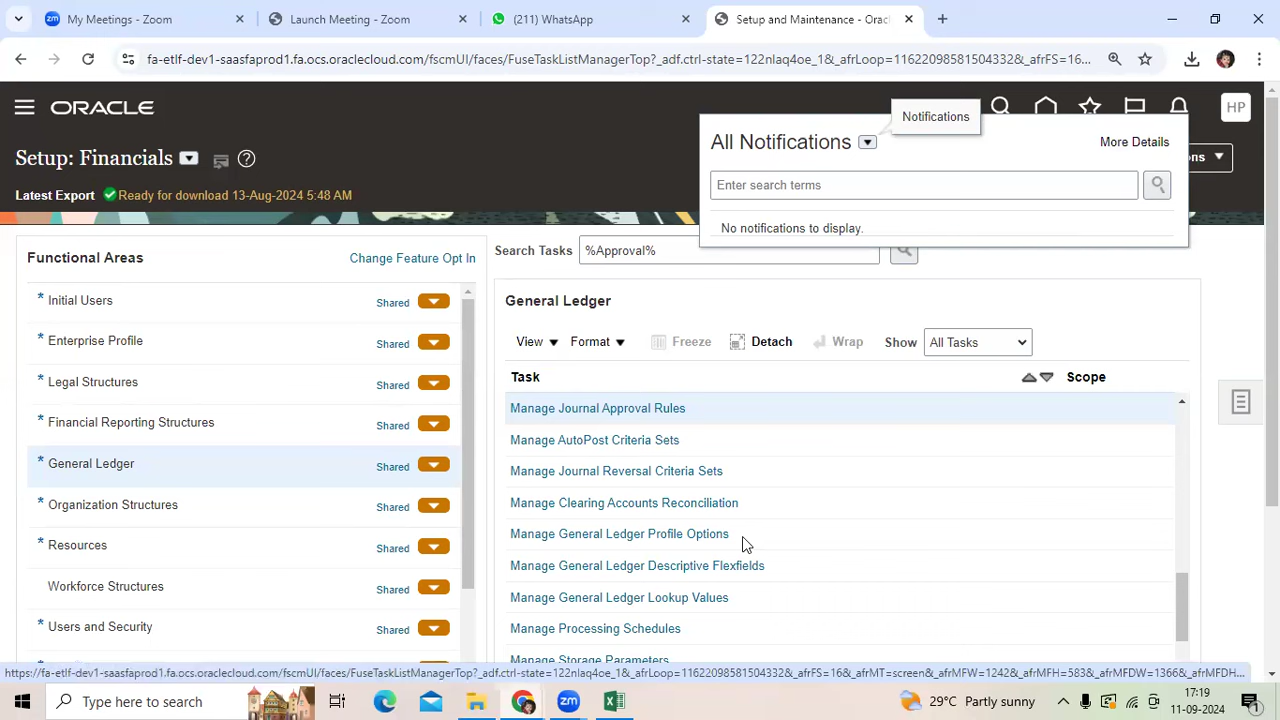 My Meetings - Zoom
Launch Meeting - Zoom
(211) WhatsApp
Setup and Maintenance - Orac
fa-etlf-dev1-saasfaprod1.fa.ocs.oraclecloud.com/fscmUI/faces/FuseTaskListManagerTop?_adf.ctrl-state=122nlaq4oe_1&_afrLoop=11622098581504332&_afrFS=16&_afrMT=s...
ORACLE
HP
Setup: Financials
ons
Latest Export Ready for download 13-Aug-2024 5:48 AM
Notifications
All Notifications
More Details
Enter search terms
No notifications to display.
Functional Areas
Change Feature Opt In
Search Tasks
%Approval%
* Initial Users Shared
* Enterprise Profile Shared
* Legal Structures Shared
* Financial Reporting Structures Shared
* General Ledger Shared
* Organization Structures Shared
* Resources Shared
Workforce Structures Shared
* Users and Security Shared
General Ledger
View Format Freeze Detach Wrap Show All Tasks
Task Scope
Manage Journal Approval Rules
Manage AutoPost Criteria Sets
Manage Journal Reversal Criteria Sets
Manage Clearing Accounts Reconciliation
Manage General Ledger Profile Options
Manage General Ledger Descriptive Flexfields
Manage General Ledger Lookup Values
Manage Processing Schedules
Manage Storage Parameters
https://fa-etlf-dev1-saasfaprod1.fa.ocs.oraclecloud.com/fscmUI/faces/FuseTaskListManagerTop?_adf.ctrl-state=122nlaq4oe_1&_afrLoop=11622098581504332&_afrFS=16&_afrMT=screen&_afrMFW=1242&_afrMFH=583&_afrMFDW=1366&_afrMFDH...
Type here to search
29°C Partly sunny
17:19
11-09-2024
1